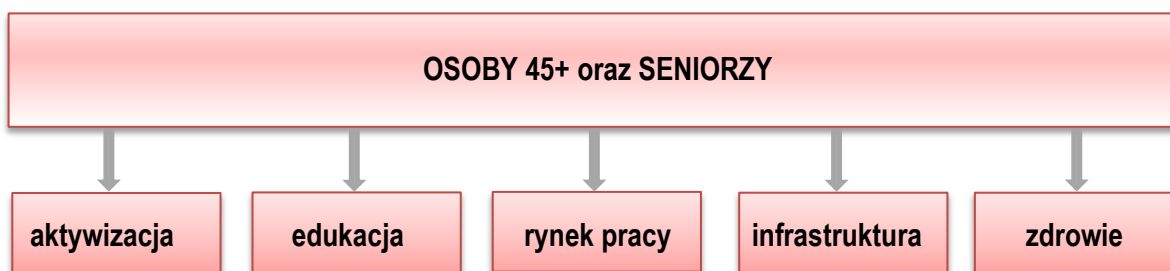 OSOBY 45+ oraz SENIORZY
aktywizacja
edukacja
rynek pracy
infrastruktura
zdrowie